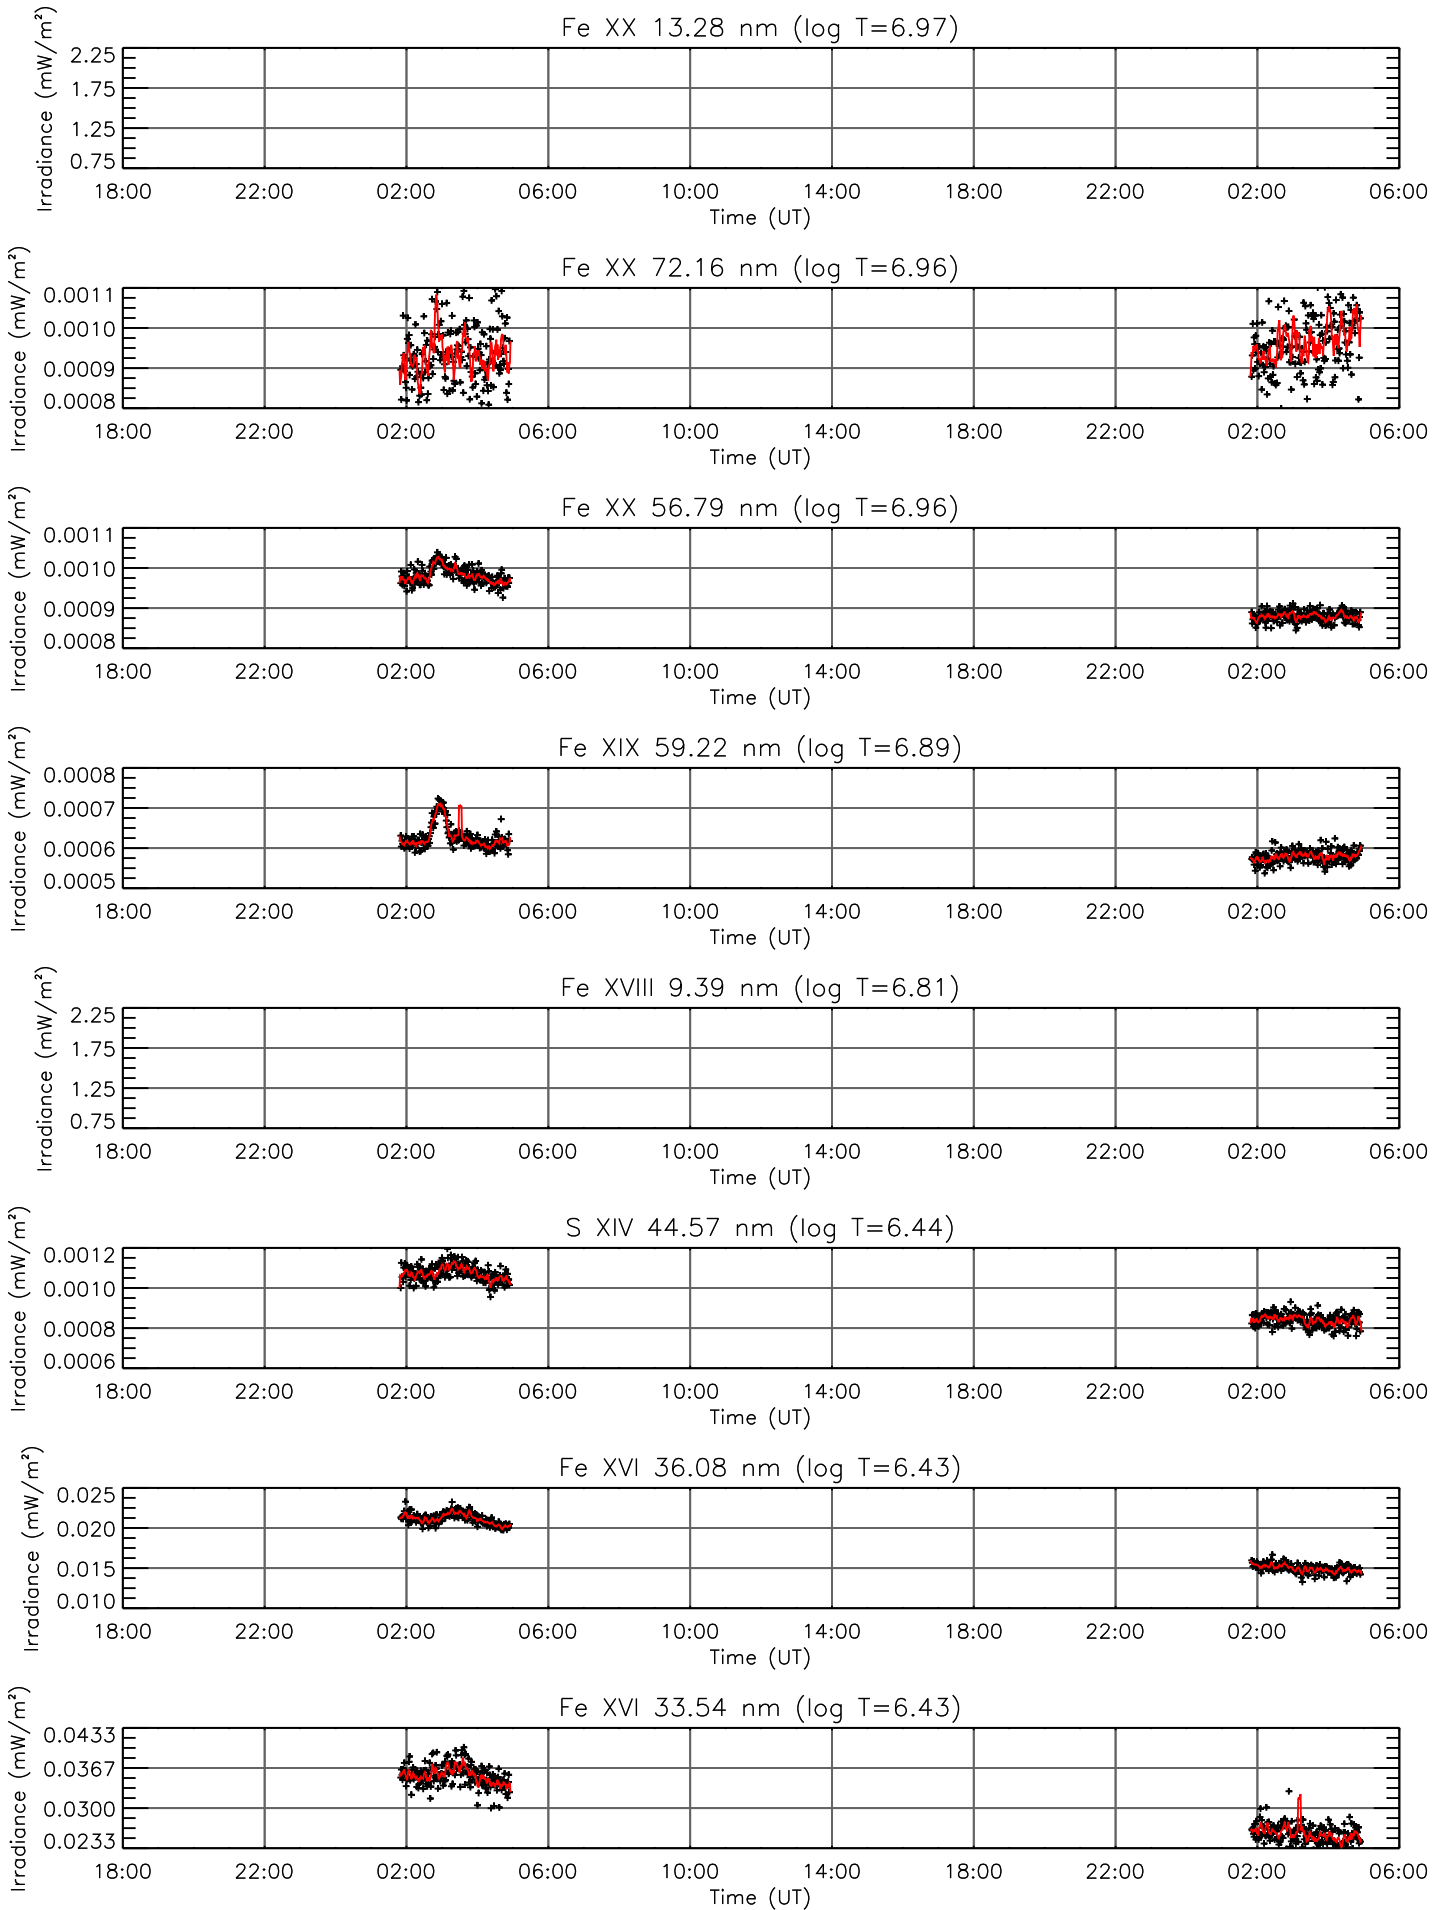 Fe XX 13.28 nm (log T=6.97)
Irradiance (mW/m²)
2.25
1.75
1.25
0.75
18:00 22:00 02:00 06:00 10:00 14:00 18:00 22:00 02:00 06:00
Time (UT)
Fe XX 72.16 nm (log T=6.96)
Irradiance (mW/m²)
0.0011
0.0010
0.0009
0.0008
18:00 22:00 02:00 06:00 10:00 14:00 18:00 22:00 02:00 06:00
Time (UT)
Fe XX 56.79 nm (log T=6.96)
Irradiance (mW/m²)
0.0011
0.0010
0.0009
0.0008
18:00 22:00 02:00 06:00 10:00 14:00 18:00 22:00 02:00 06:00
Time (UT)
Fe XIX 59.22 nm (log T=6.89)
Irradiance (mW/m²)
0.0008
0.0007
0.0006
0.0005
18:00 22:00 02:00 06:00 10:00 14:00 18:00 22:00 02:00 06:00
Time (UT)
Fe XVIII 9.39 nm (log T=6.81)
Irradiance (mW/m²)
2.25
1.75
1.25
0.75
18:00 22:00 02:00 06:00 10:00 14:00 18:00 22:00 02:00 06:00
Time (UT)
S XIV 44.57 nm (log T=6.44)
Irradiance (mW/m²)
0.0012
0.0010
0.0008
0.0006
18:00 22:00 02:00 06:00 10:00 14:00 18:00 22:00 02:00 06:00
Time (UT)
Fe XVI 36.08 nm (log T=6.43)
Irradiance (mW/m²)
0.025
0.020
0.015
0.010
18:00 22:00 02:00 06:00 10:00 14:00 18:00 22:00 02:00 06:00
Time (UT)
Fe XVI 33.54 nm (log T=6.43)
Irradiance (mW/m²)
0.0433
0.0367
0.0300
0.0233
18:00 22:00 02:00 06:00 10:00 14:00 18:00 22:00 02:00 06:00
Time (UT)